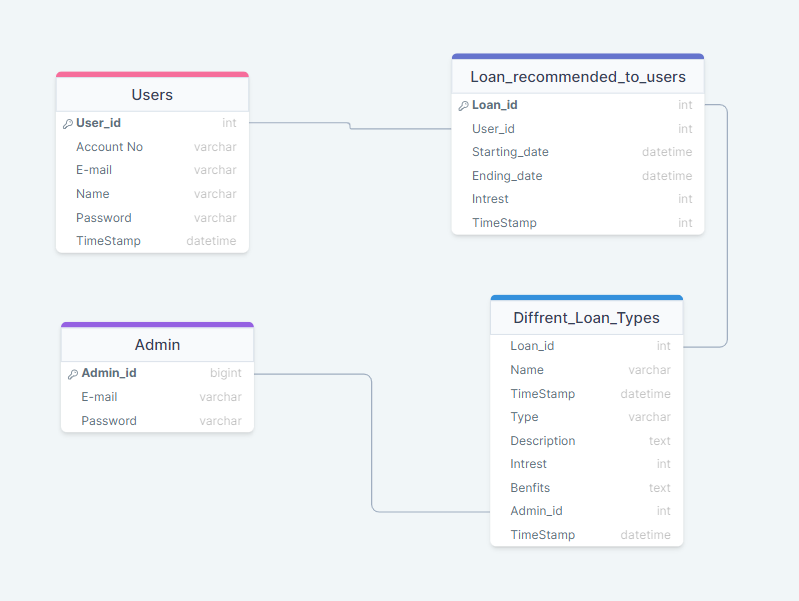 Users
User_id int
Account No varchar
E-mail varchar
Name varchar
Password varchar
TimeStamp datetime
Loan_recommended_to_users
Loan_id int
User_id int
Starting_date datetime
Ending_date datetime
Intrest int
TimeStamp int
Admin
Admin_id bigint
E-mail varchar
Password varchar
Diffrent_Loan_Types
Loan_id int
Name varchar
TimeStamp datetime
Type varchar
Description text
Intrest int
Benfits text
Admin_id int
TimeStamp datetime